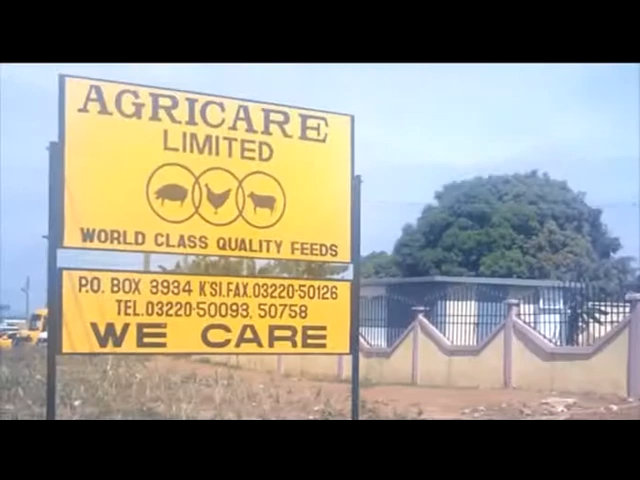 AGRICARE
LIMITED
WORLD CLASS QUALITY FEEDS
P.O. BOX 3934 K'SI.FAX.03220-50126
TEL.03220-50093, 50758
WE CARE